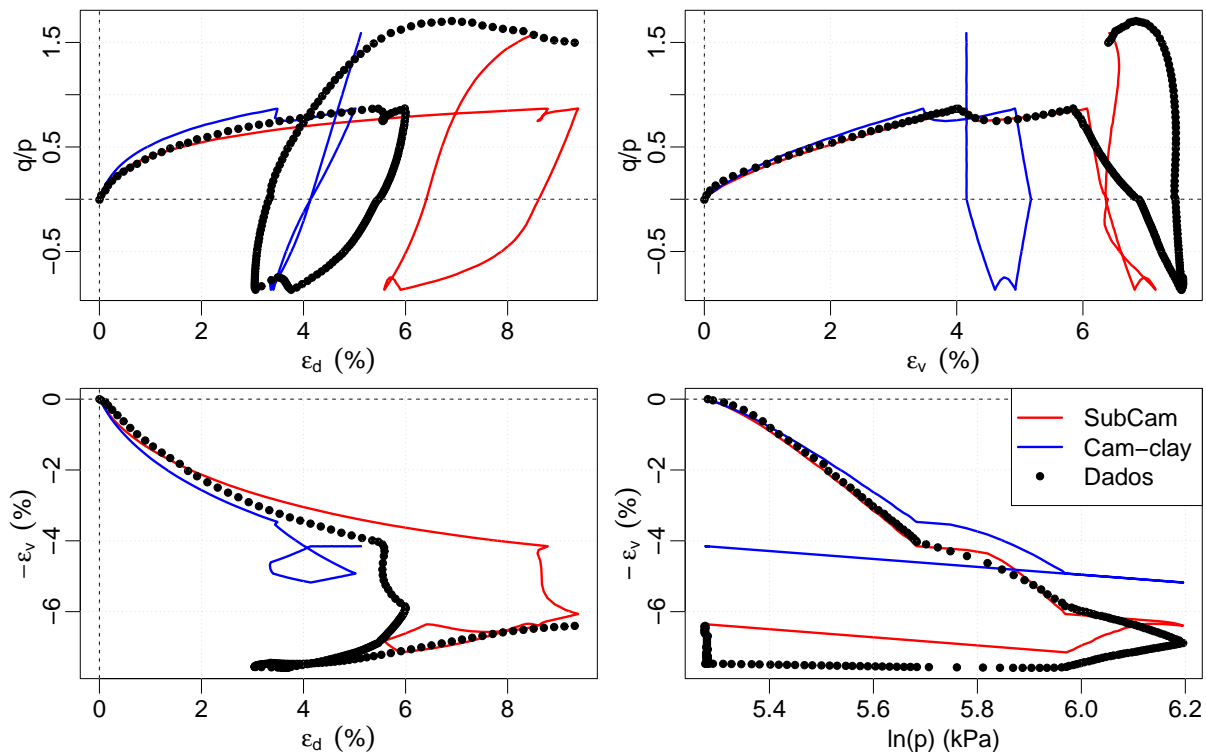 1.5
0.5
−0.5
q/p
0 2 4 6 8
εd (%)
1.5
0.5
−0.5
q/p
0 2 4 6
εv (%)
0
−2
−4
−6
−εv (%)
0 2 4 6 8
εd (%)
0
−2
−4
−6
− εv (%)
SubCam
Cam−clay
Dados
5.4 5.6 5.8 6.0 6.2
ln(p) (kPa)